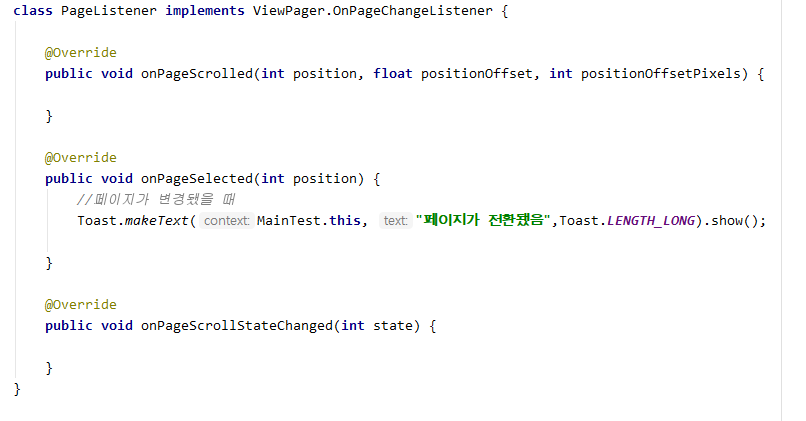 class PageListener implements ViewPager.OnPageChangeListener {
@Override
public void onPageScrolled(int position, float positionOffset, int positionOffsetPixels) {
}
@Override
public void onPageSelected(int position) {
//페이지가 변경됐을 때
Toast.makeText( context: MainTest.this, text: "페이지가 전환됐음",Toast.LENGTH_LONG).show();
}
@Override
public void onPageScrollStateChanged(int state) {
}
}